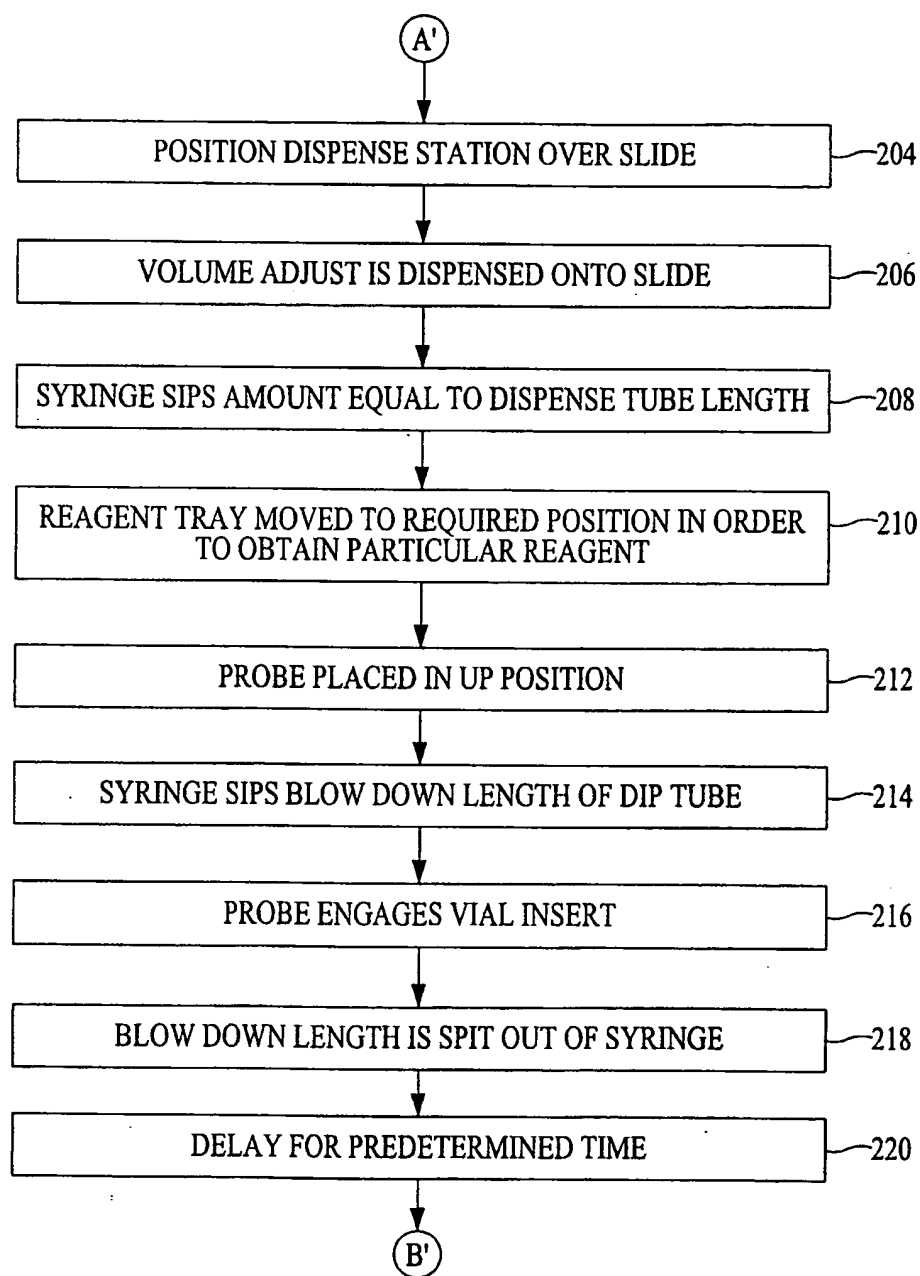 A'
POSITION DISPENSE STATION OVER SLIDE 204
VOLUME ADJUST IS DISPENSED ONTO SLIDE 206
SYRINGE SIPS AMOUNT EQUAL TO DISPENSE TUBE LENGTH 208
REAGENT TRAY MOVED TO REQUIRED POSITION IN ORDER 210
TO OBTAIN PARTICULAR REAGENT
PROBE PLACED IN UP POSITION 212
SYRINGE SIPS BLOW DOWN LENGTH OF DIP TUBE 214
PROBE ENGAGES VIAL INSERT 216
BLOW DOWN LENGTH IS SPIT OUT OF SYRINGE 218
DELAY FOR PREDETERMINED TIME 220
B'